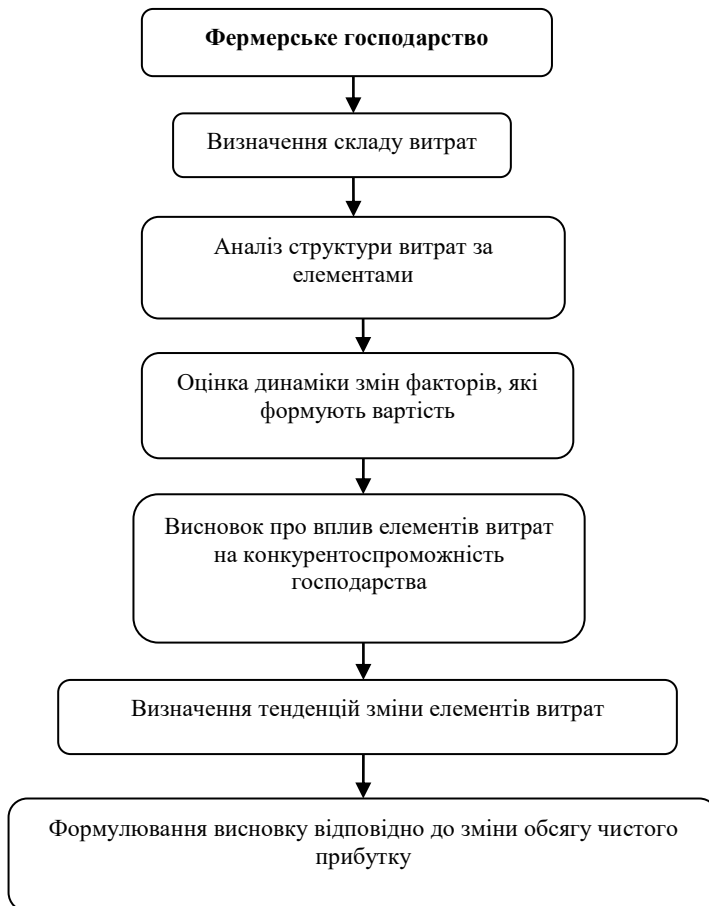 Фермерське господарство
Визначення складу витрат
Аналіз структури витрат за
елементами
Оцінка динаміки змін факторів, які
формують вартість
Висновок про вплив елементів витрат
на конкурентоспроможність
господарства
Визначення тенденцій зміни елементів витрат
Формулювання висновку відповідно до зміни обсягу чистого
прибутку